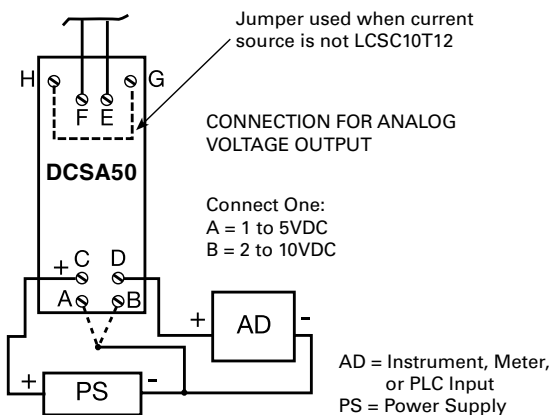 Jumper used when current
source is not LCSC10T12
H G
F E
CONNECTION FOR ANALOG
VOLTAGE OUTPUT
DCSA50
Connect One:
A = 1 to 5VDC
B = 2 to 10VDC
+ C D
A B
+ AD -
+ PS -
AD = Instrument, Meter,
or PLC Input
PS = Power Supply